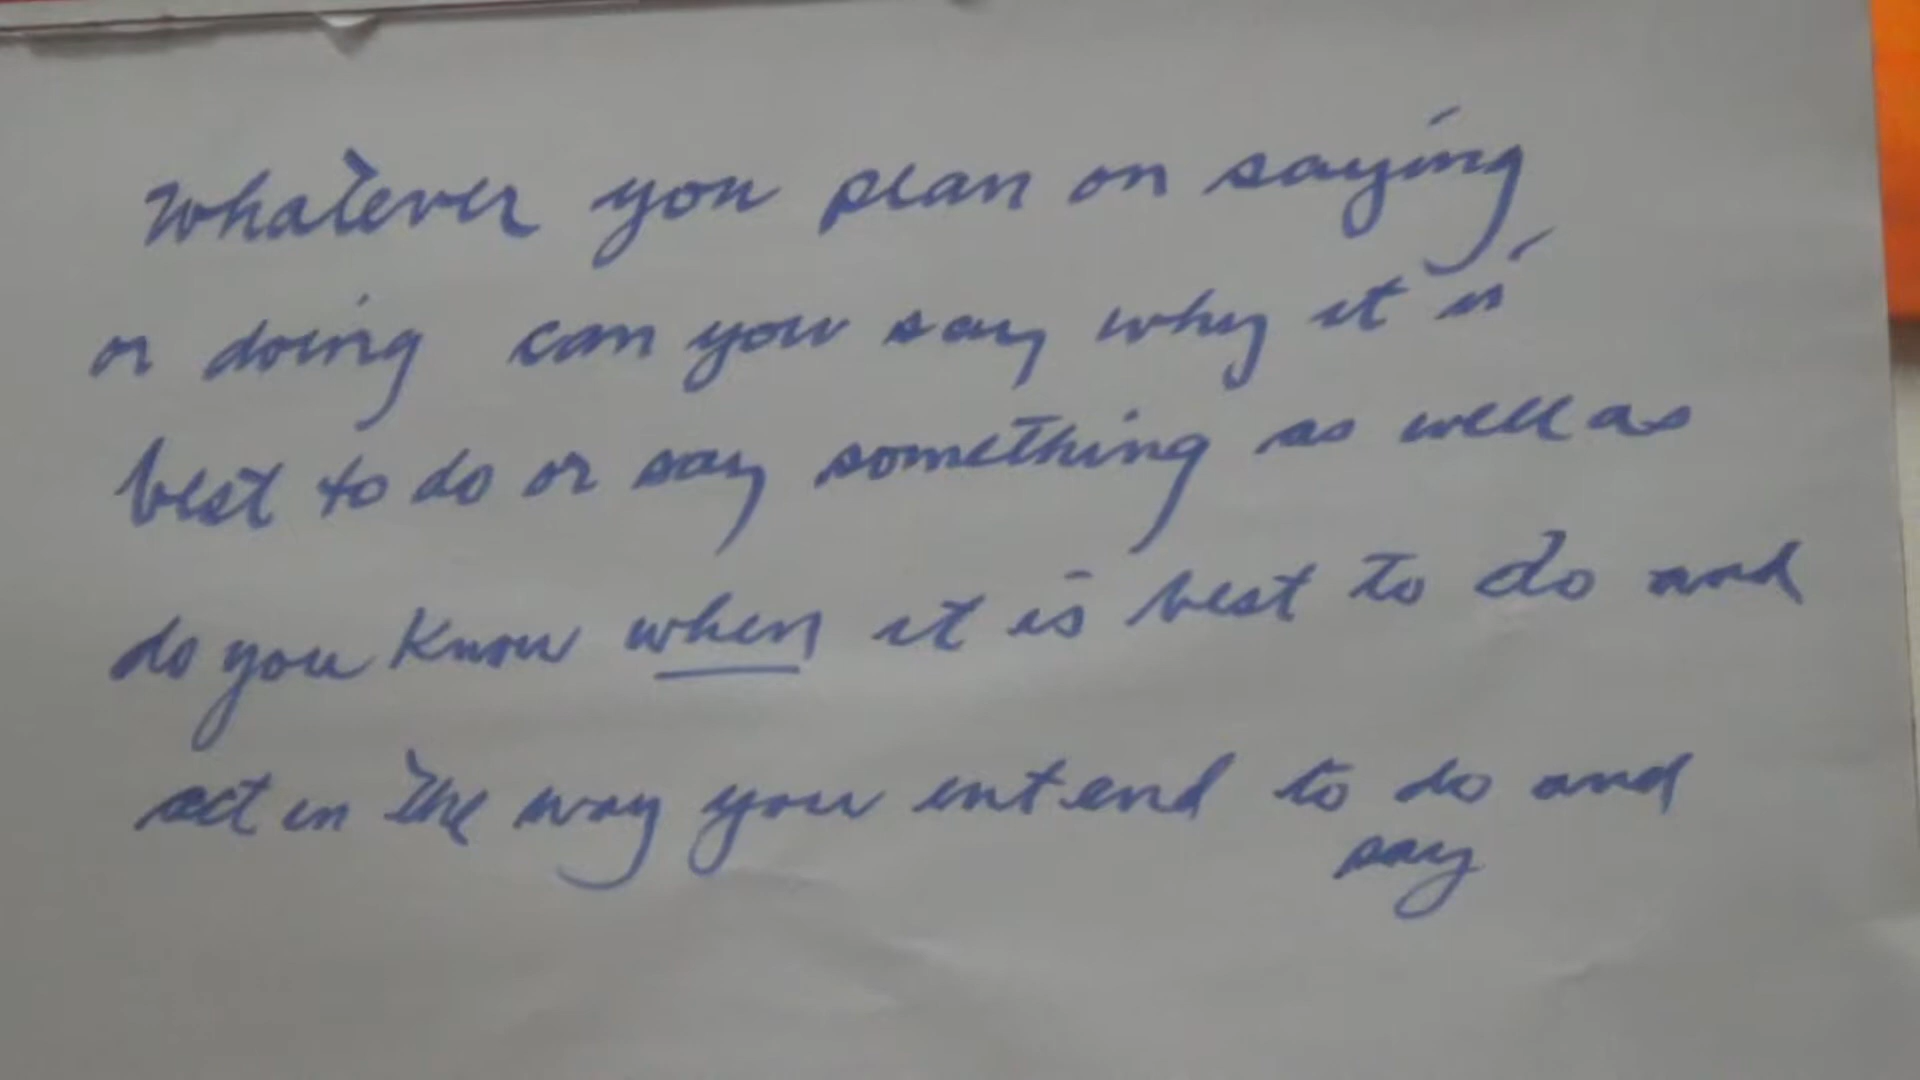 Whatever you plan on saying
or doing can you say why it is
best to do or say something as well as
do you know when it is best to do and
act in the way you intend to do and
say